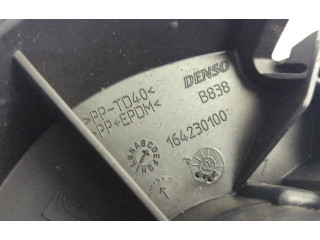 DENSO
B838
>PP-TD40<
>PP+EPDM<
164230100